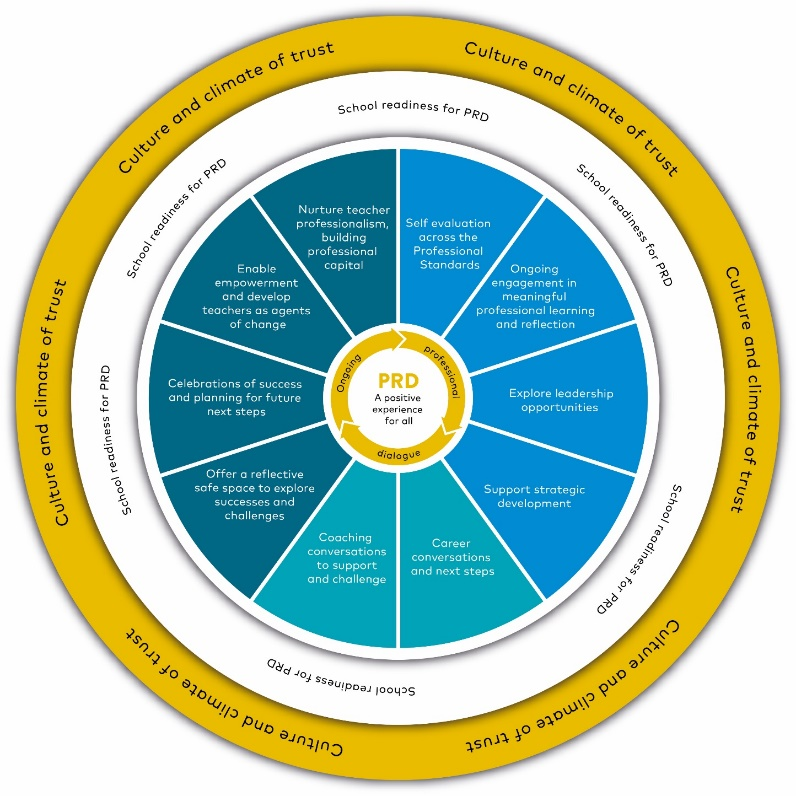 Culture and climate of trust
Culture and climate of trust
Culture and climate of trust
Culture and climate of trust
Culture and climate of trust
Culture and climate of trust
School readiness for PRD
School readiness for PRD
School readiness for PRD
School readiness for PRD
School readiness for PRD
School readiness for PRD
Self evaluation
across the
Professional
Standards
Ongoing
engagement in
meaningful
professional learning
and reflection
Explore leadership
opportunities
Support strategic
development
Career
conversations
and next steps
Coaching
conversations
to support
and challenge
Offer a reflective
safe space to explore
successes and
challenges
Celebrations of success
and planning for future
next steps
Enable
empowerment
and develop
teachers as agents
of change
Nurture teacher
professionalism,
building
professional
capital
Ongoing
professional
dialogue
PRD
A positive
experience
for all